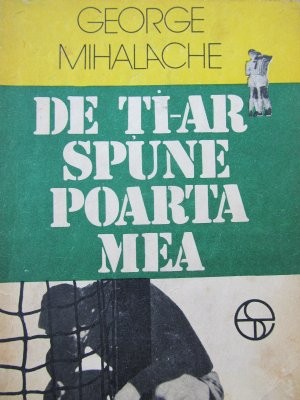 GEORGE
MIHALACHE
DE ȚI-AR
SPUNE
POARTA
MEA